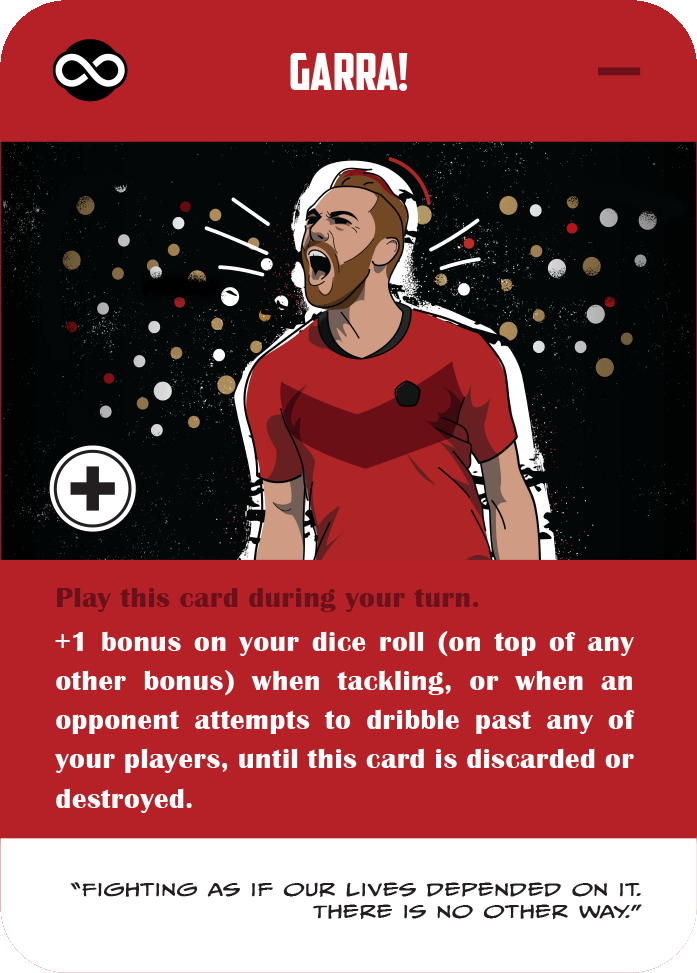 GARRA!
Play this card during your turn.
+1 bonus on your dice roll (on top of any
other bonus) when tackling, or when an
opponent attempts to dribble past any of
your players, until this card is discarded or
destroyed.
“FIGHTING AS IF OUR LIVES DEPENDED ON IT.
THERE IS NO OTHER WAY.”